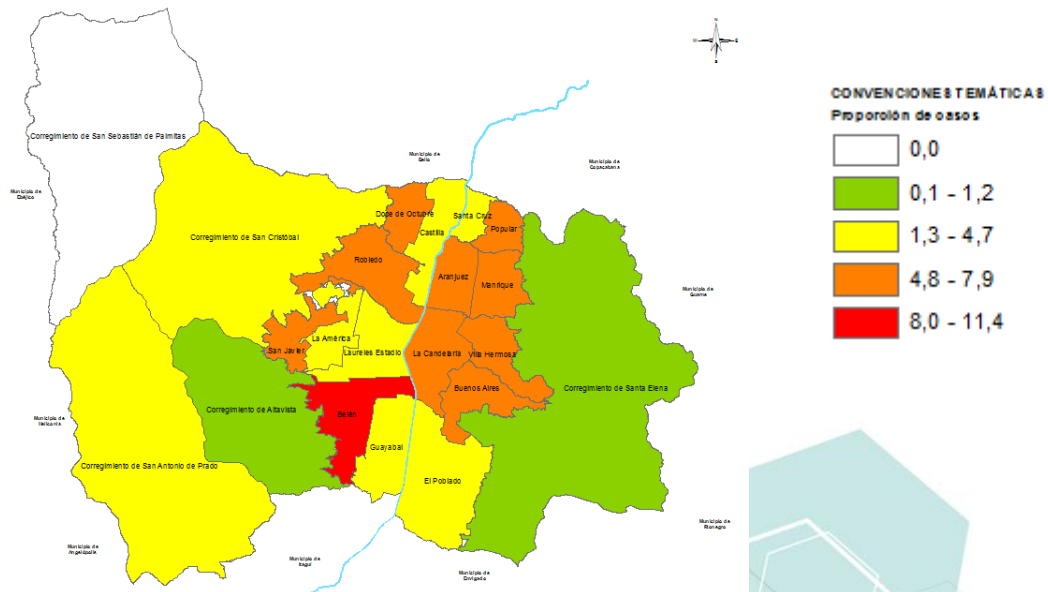 N
CONVENCIONES TEMÁTICAS
Proporción de casos
0,0
0,1 - 1,2
1,3 - 4,7
4,8 - 7,9
8,0 - 11,4
Corregimiento de San Sebastián de Palmitas
Municipio de
Bello
Municipio de
Copacabana
Municipio de
Ebéjico
Doce de Octubre
Santa Cruz
Castilla
Popular
Corregimiento de San Cristóbal
Robledo
Aranjuez
Manrique
Municipio de
Guarne
La América
San Javier
Laureles Estadio
La Candelaria
Villa Hermosa
Buenos Aires
Corregimiento de Santa Elena
Corregimiento de Altavista
Belén
Municipio de
Heliconia
Guayabal
Corregimiento de San Antonio de Prado
El Poblado
Municipio de
Rionegro
Municipio de
Angelópolis
Municipio de
Itagüí
Municipio de
Envigado